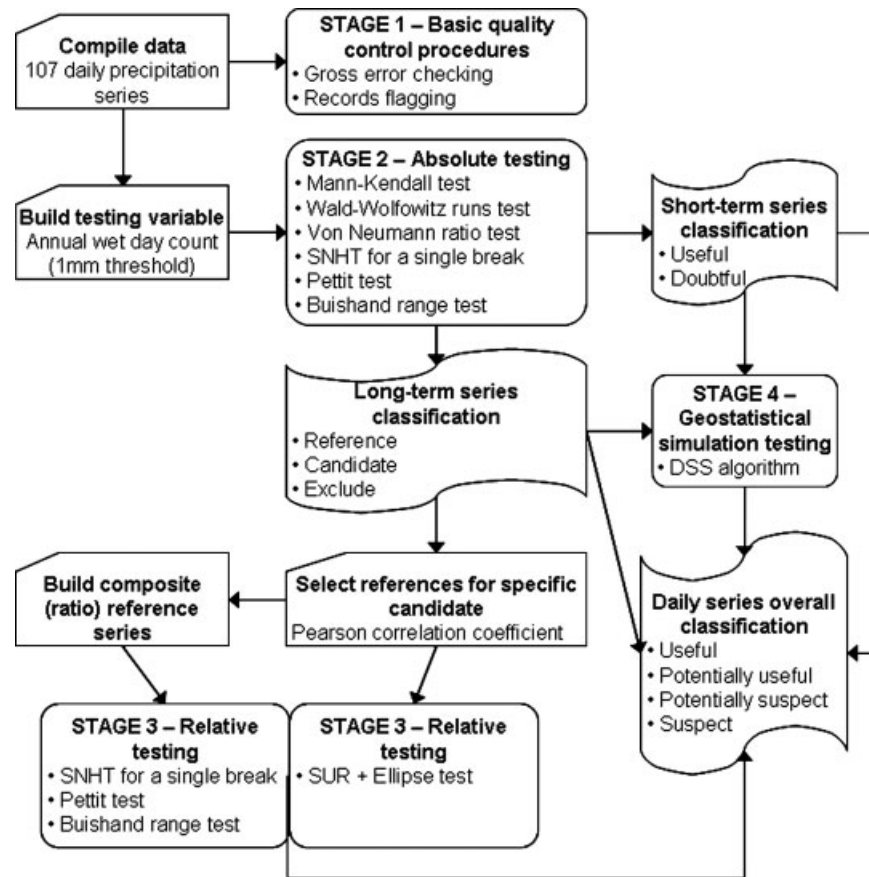 Compile data
107 daily precipitation
series
STAGE 1 – Basic quality
control procedures
• Gross error checking
• Records flagging
Build testing variable
Annual wet day count
(1mm threshold)
STAGE 2 – Absolute testing
• Mann-Kendall test
• Wald-Wolfowitz runs test
• Von Neumann ratio test
• SNHT for a single break
• Pettit test
• Buishand range test
Short-term series
classification
• Useful
• Doubtful
Long-term series
classification
• Reference
• Candidate
• Exclude
STAGE 4 –
Geostatistical
simulation testing
• DSS algorithm
Build composite
(ratio) reference
series
Select references for specific
candidate
Pearson correlation coefficient
Daily series overall
classification
• Useful
• Potentially useful
• Potentially suspect
• Suspect
STAGE 3 – Relative
testing
• SNHT for a single break
• Pettit test
• Buishand range test
STAGE 3 – Relative
testing
• SUR + Ellipse test